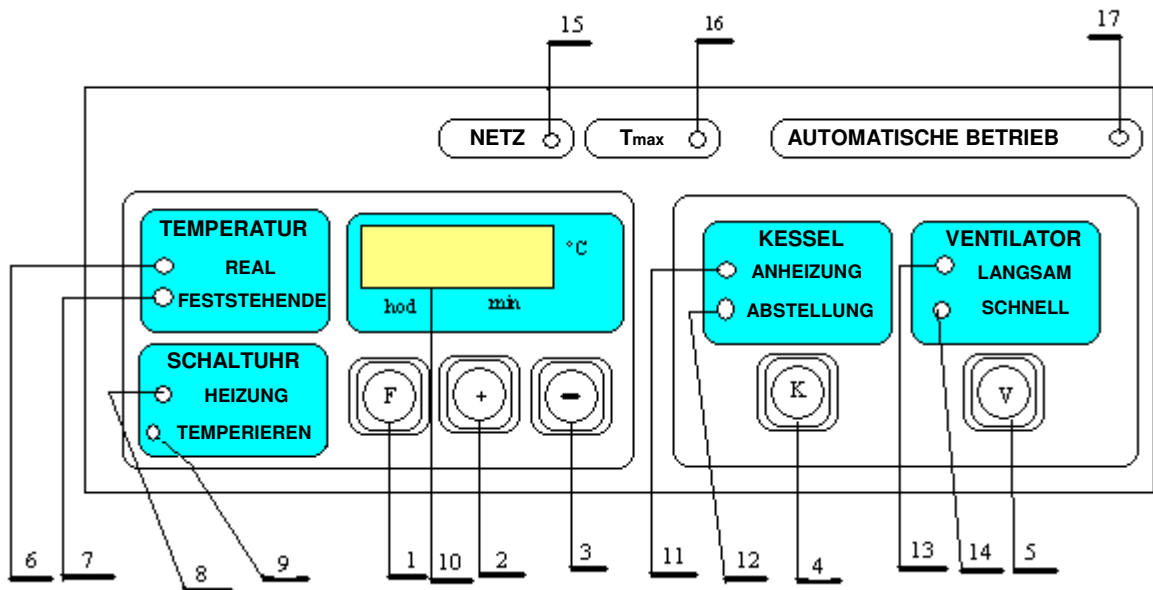 15 16 17
NETZ Tmax AUTOMATISCHE BETRIEB
TEMPERATUR
REAL
FESTSTEHENDE
°C
hod min
KESSEL
ANHEIZUNG
ABSTELLUNG
VENTILATOR
LANGSAM
SCHNELL
SCHALTUHR
HEIZUNG
TEMPERIEREN
F + - K V
6 7 8 9 1 10 2 3 11 12 4 13 14 5